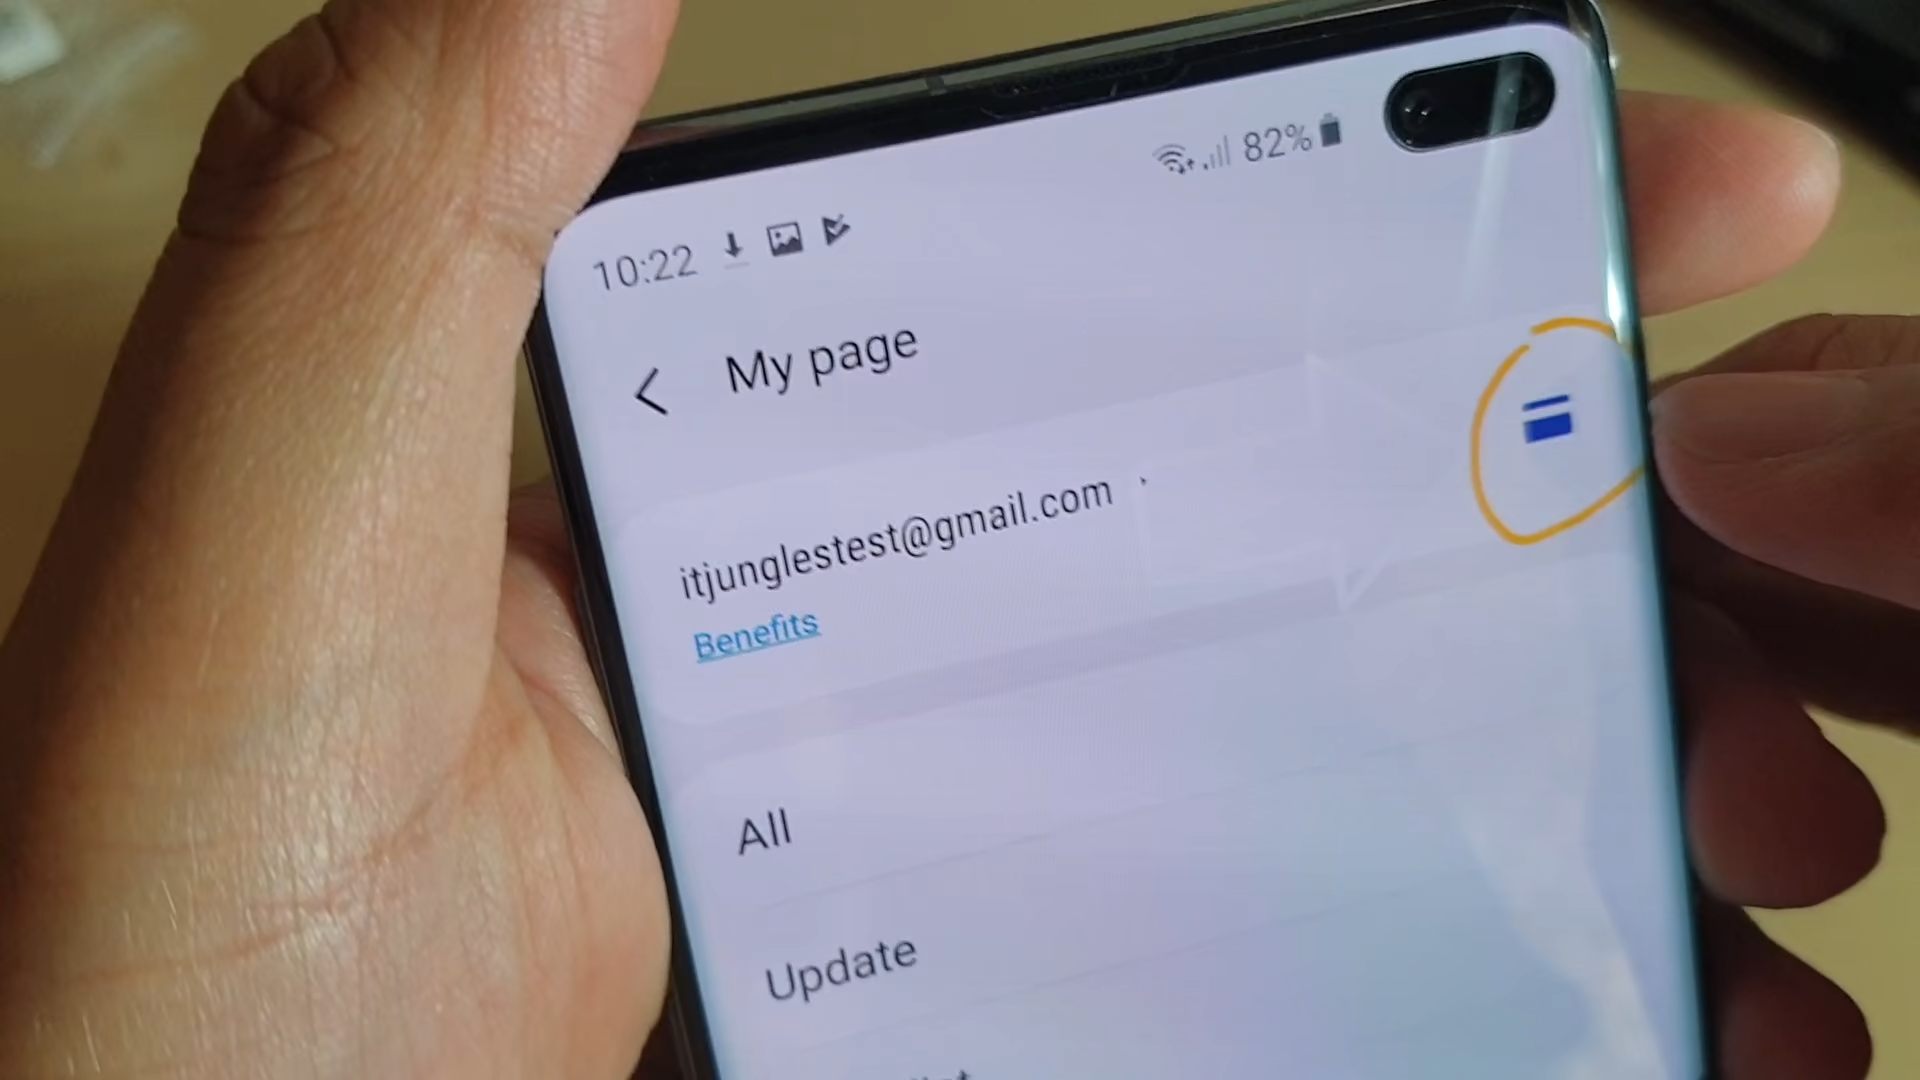 10:22 82%
My page
itjunglestest@gmail.com
Benefits
All
Update